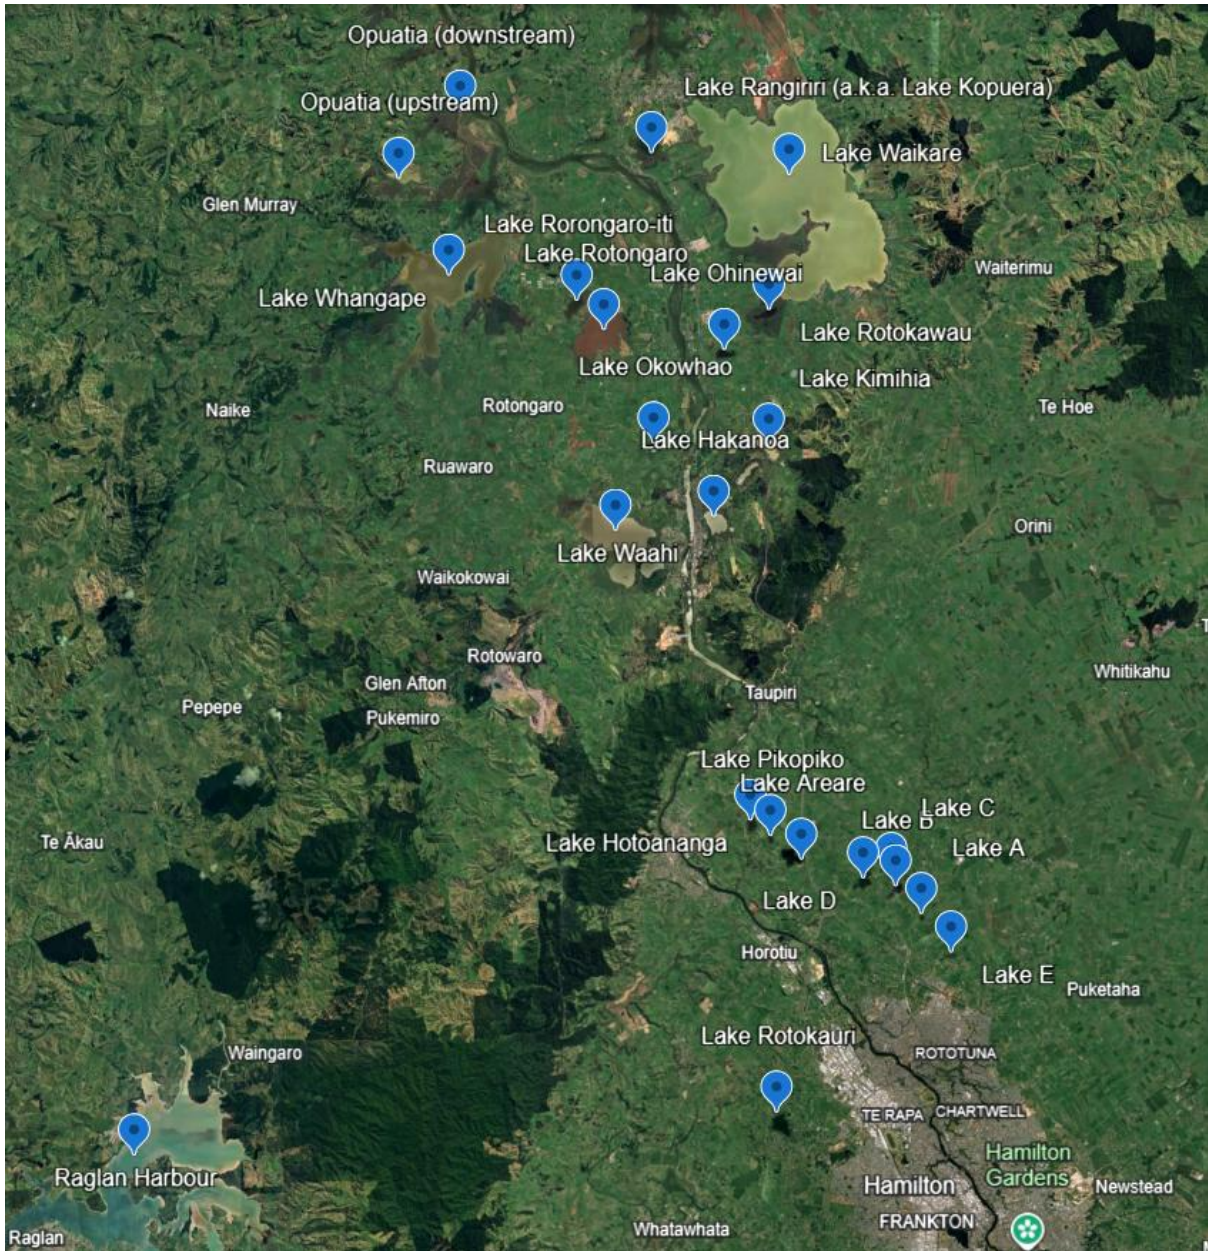 Opuatia (downstream)
Lake Rangiriri (a.k.a. Lake Kopuera)
Opuatia (upstream)
Lake Waikare
Glen Murray
Lake Rorongaro-iti
Lake Rotongaro
Lake Ohinewai
Waiterimu
Lake Whangape
Lake Rotokawau
Lake Okowhao
Lake Kimihia
Naike
Rotongaro
Te Hoe
Lake Hakanoa
Ruawaro
Orini
Lake Waahi
Waikokowai
T
Rotowaro
Whitikahu
Glen Afton
Taupiri
Pepepe
Pukemiro
Lake Pikopiko
Lake Areare
Lake C
Lake B
Te Ākau
Lake Hotoananga
Lake A
Lake D
Horotiu
Lake E
Puketaha
Lake Rotokauri
Waingaro
ROTOTUNA
TE RAPA
CHARTWELL
Hamilton
Gardens
Raglan Harbour
Hamilton
Newstead
FRANKTON
Whatawhata
Raglan